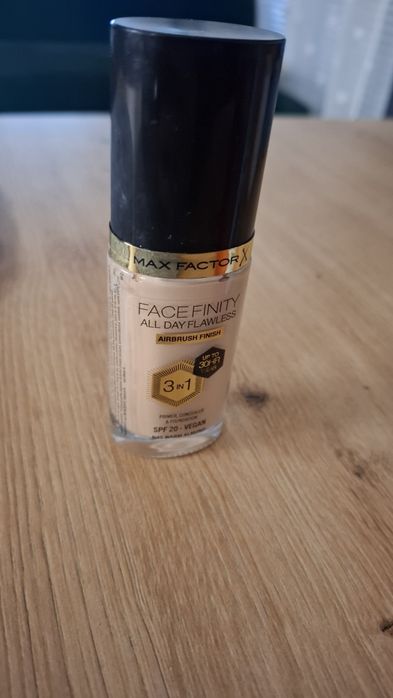 MAX FACTOR X
FACEFINITY
ALL DAY FLAWLESS
AIRBRUSH FINISH
UP TO
30HR
3 IN 1
PRIMER, CONCEALER
& FOUNDATION
SPF 20 - VEGAN